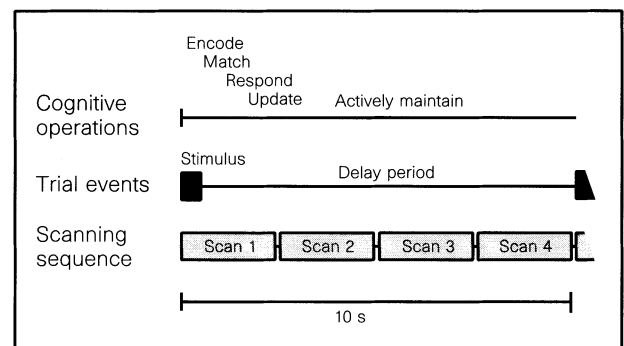 Encode
Match
Respond
Update
Actively maintain
Cognitive
operations
Stimulus
Delay period
Trial events
Scanning
sequence
Scan 1
Scan 2
Scan 3
Scan 4
10 s